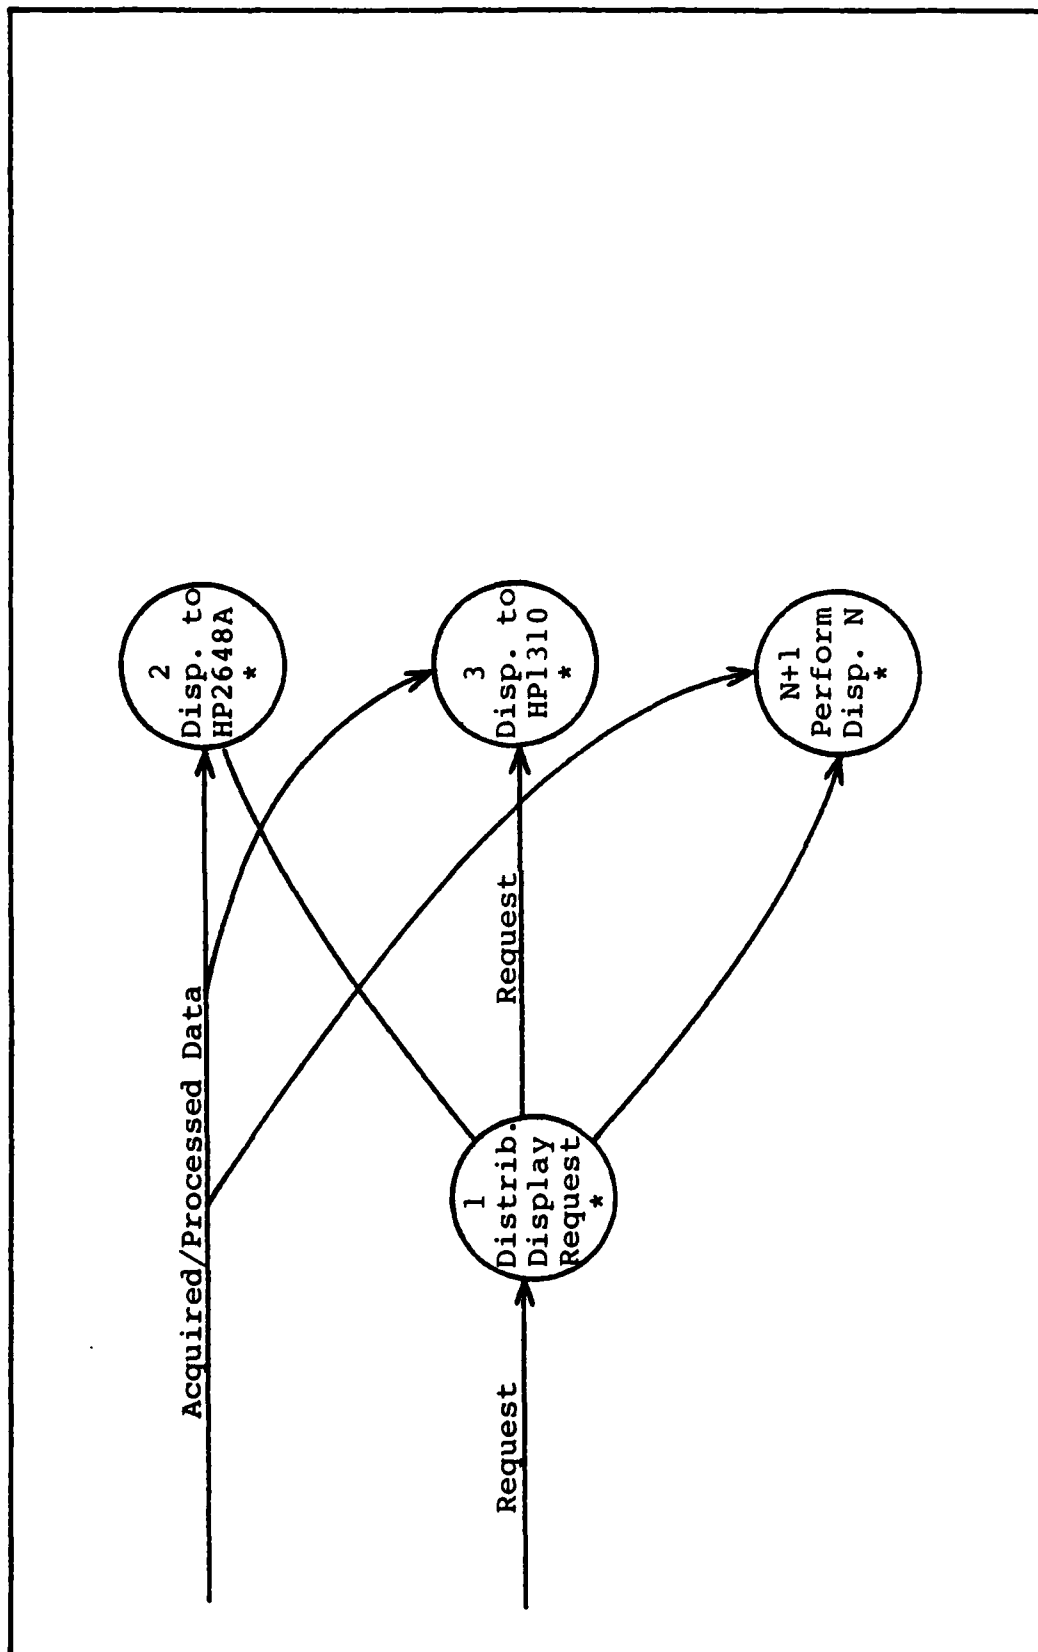 Acquired/Processed Data
2
Disp. to
HP2648A
*
Request
1
Distrib.
Display
Request
*
Request
3
Disp. to
HP1310
*
N+1
Perform
Disp. N
*